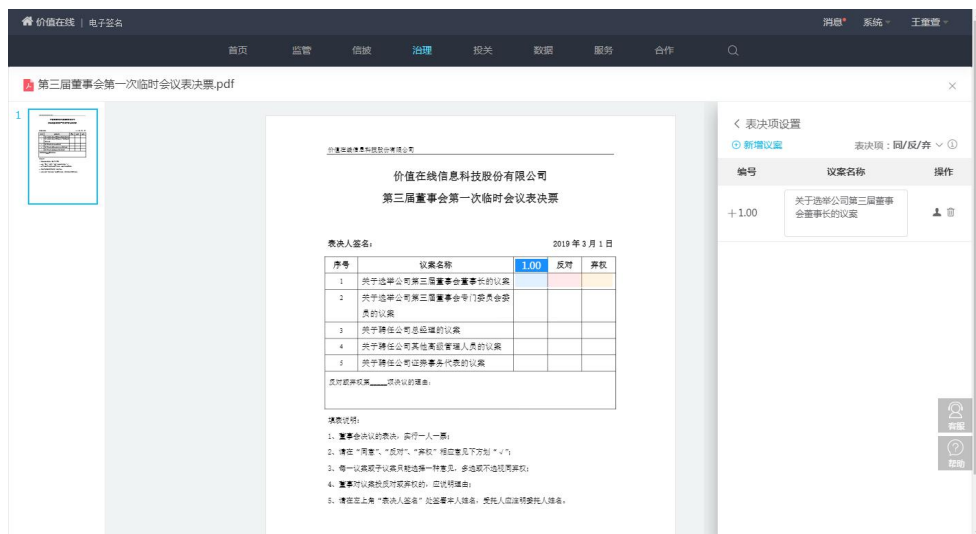 价值在线 | 电子签名
消息 系统 王童萱
首页 监管 信披 治理 投关 数据 服务 合作
第三届董事会第一次临时会议表决票.pdf
1
价值在线信息科技股份有限公司
价值在线信息科技股份有限公司
第三届董事会第一次临时会议表决票
表决人签名: 2019 年 3 月 1 日
序号 议案名称 1.00 反对 弃权
1 关于选举公司第三届董事会董事长的议案
2 关于选举公司第三届董事会专门委员会委
员的议案
3 关于聘任公司总经理的议案
4 关于聘任公司其他高级管理人员的议案
5 关于聘任公司证券事务代表的议案
反对或弃权第_____项决议的理由:
填表说明:
1、董事会决议的表决, 实行一人一票;
2、请在“同意”、“反对”、“弃权”相应意见下方划“√”;
3、每一议案或子议案只能选择一种意见, 多选或不选视同弃权;
4、董事对议案投反对或弃权的, 应说明理由;
5、请在左上角“表决人签名”处签署本人姓名, 受托人应注明委托人姓名。
表决项设置
新增议案 表决项:同/反/弃
编号 议案名称 操作
+1.00 关于选举公司第三届董事
会董事长的议案
客服
帮助